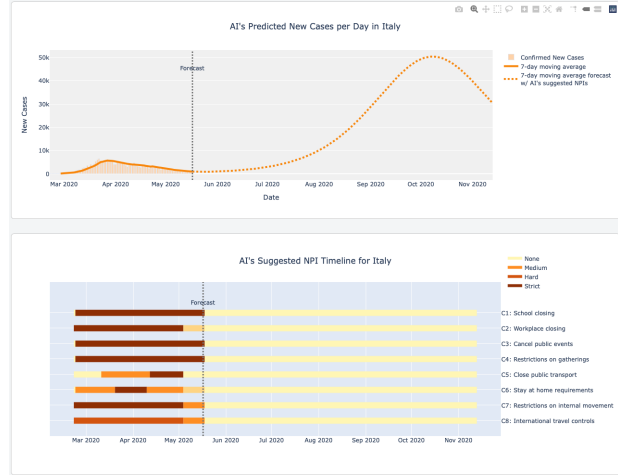 AI's Predicted New Cases per Day in Italy
50k
40k
30k
20k
10k
0
New Cases
Forecast
Mar 2020 Apr 2020 May 2020 Jun 2020 Jul 2020 Aug 2020 Sep 2020 Oct 2020 Nov 2020
Date
Confirmed New Cases
7-day moving average
7-day moving average forecast
w/ AI's suggested NPIs
AI's Suggested NPI Timeline for Italy
None
Medium
Hard
Strict
Forecast
C1: School closing
C2: Workplace closing
C3: Cancel public events
C4: Restrictions on gatherings
C5: Close public transport
C6: Stay at home requirements
C7: Restrictions on internal movement
C8: International travel controls
Mar 2020 Apr 2020 May 2020 Jun 2020 Jul 2020 Aug 2020 Sep 2020 Oct 2020 Nov 2020